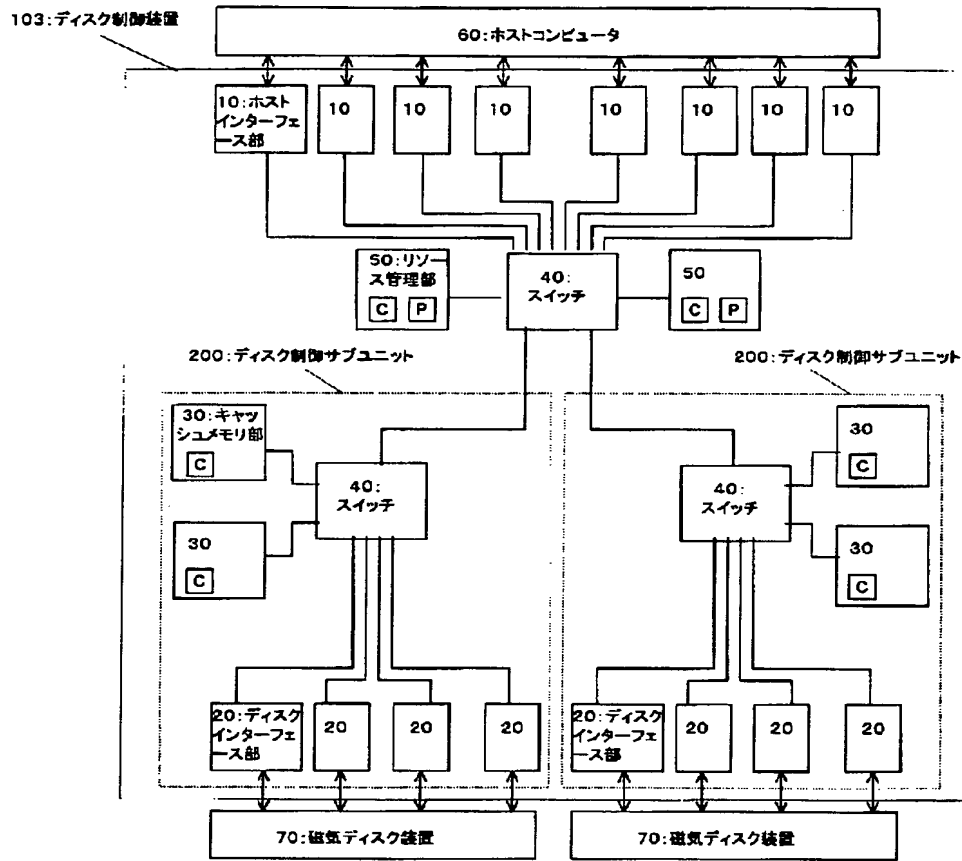 103:ディスク制御装置
60:ホストコンピュータ
10:ホスト
インターフェ
ース部
10
10
10
10
10
10
10
50:リソー
ス管理部
C P
40:
スイッチ
50
C P
200:ディスク制御サブユニット
200:ディスク制御サブユニット
30:キャッ
シュメモリ部
C
40:
スイッチ
30
C
40:
スイッチ
30
C
30
C
20:ディスク
インターフェ
ース部
20
20
20
20:ディスク
インターフェ
ース部
20
20
20
70:磁気ディスク装置
70:磁気ディスク装置